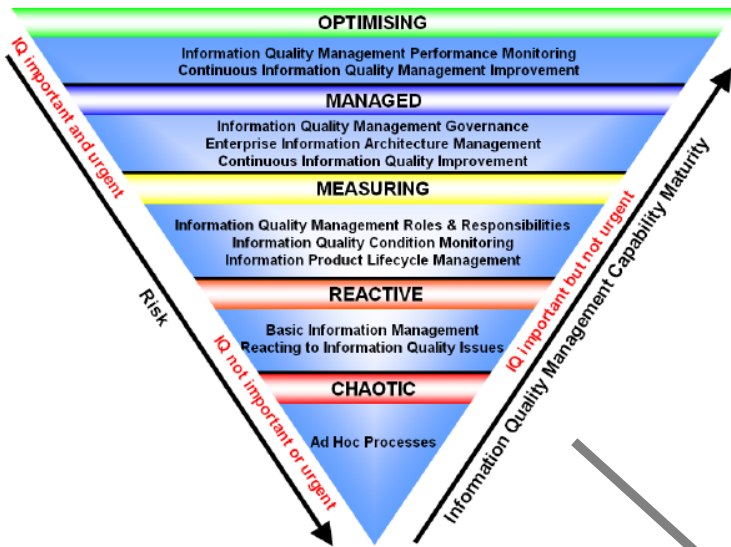 OPTIMISING
Information Quality Management Performance Monitoring
Continuous Information Quality Management Improvement
MANAGED
Information Quality Management Governance
Enterprise Information Architecture Management
Continuous Information Quality Improvement
MEASURING
Information Quality Management Roles & Responsibilities
Information Quality Condition Monitoring
Information Product Lifecycle Management
REACTIVE
Basic Information Management
Reacting to Information Quality Issues
CHAOTIC
Ad Hoc Processes
IQ important and urgent
Risk
IQ not important or urgent
IQ important but not urgent
Information Quality Management Capability Maturity